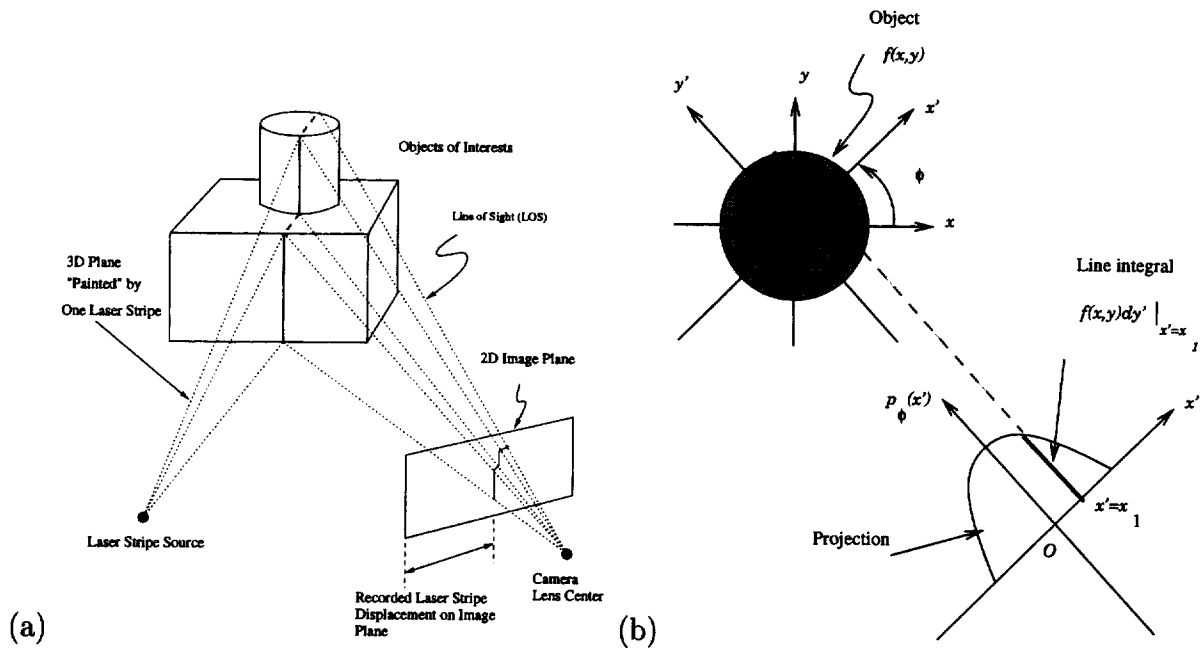 Objects of Interests
Line of Sight (LOS)
3D Plane
"Painted" by
One Laser Stripe
2D Image Plane
Laser Stripe Source
Camera
Lens Center
Recorded Laser Stripe
Displacement on Image
Plane
(a)
Object
f(x,y)
y'
y
x'
ϕ
x
Line integral
f(x,y)dy' |x'=x1
pϕ(x')
x'
x'=x1
Projection
O
(b)